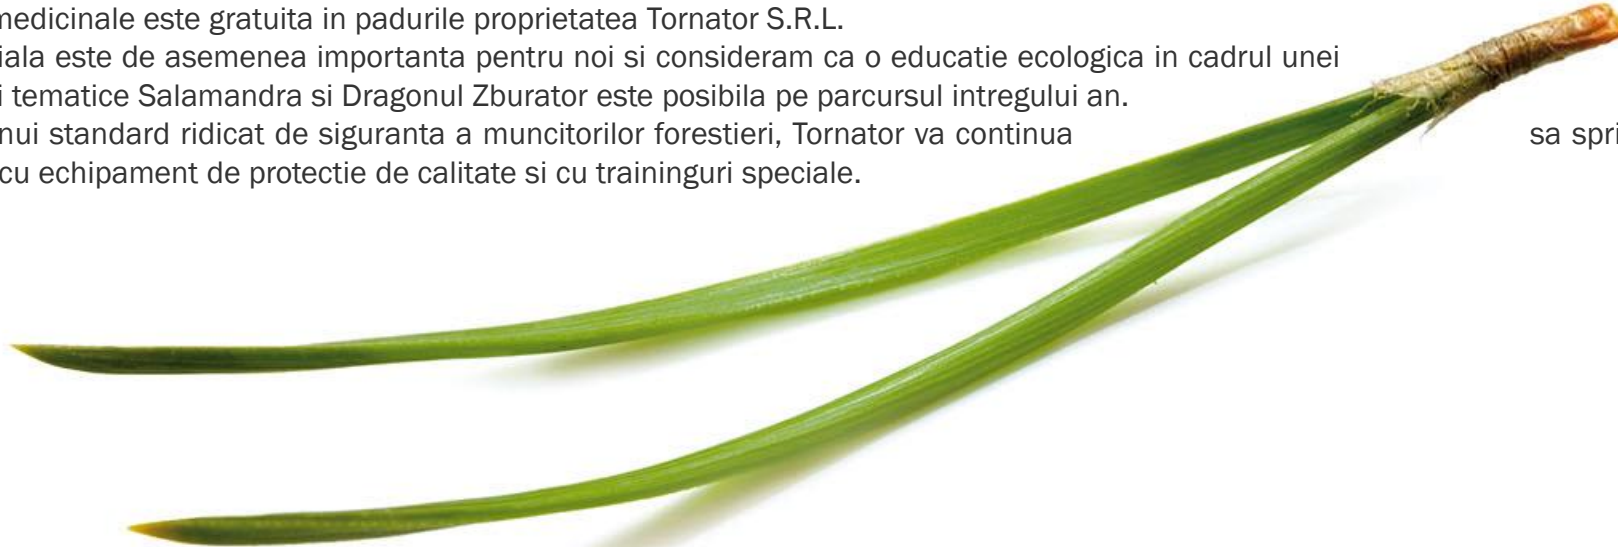 medicinale este gratuita in padurile proprietatea Tornator S.R.L.
iala este de asemenea importanta pentru noi si consideram ca o educatie ecologica in cadrul unei
i tematice Salamandra si Dragonul Zburator este posibila pe parcursul intregului an.
nui standard ridicat de siguranta a muncitorilor forestieri, Tornator va continua sa spri
cu echipament de protectie de calitate si cu traininguri speciale.